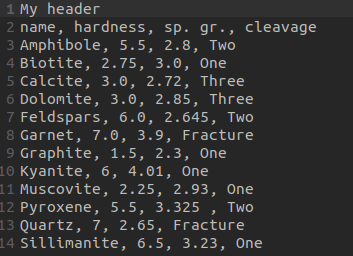 1 My header
2 name, hardness, sp. gr., cleavage
3 Amphibole, 5.5, 2.8, Two
4 Biotite, 2.75, 3.0, One
5 Calcite, 3.0, 2.72, Three
6 Dolomite, 3.0, 2.85, Three
7 Feldspars, 6.0, 2.645, Two
8 Garnet, 7.0, 3.9, Fracture
9 Graphite, 1.5, 2.3, One
10 Kyanite, 6, 4.01, One
11 Muscovite, 2.25, 2.93, One
12 Pyroxene, 5.5, 3.325 , Two
13 Quartz, 7, 2.65, Fracture
14 Sillimanite, 6.5, 3.23, One